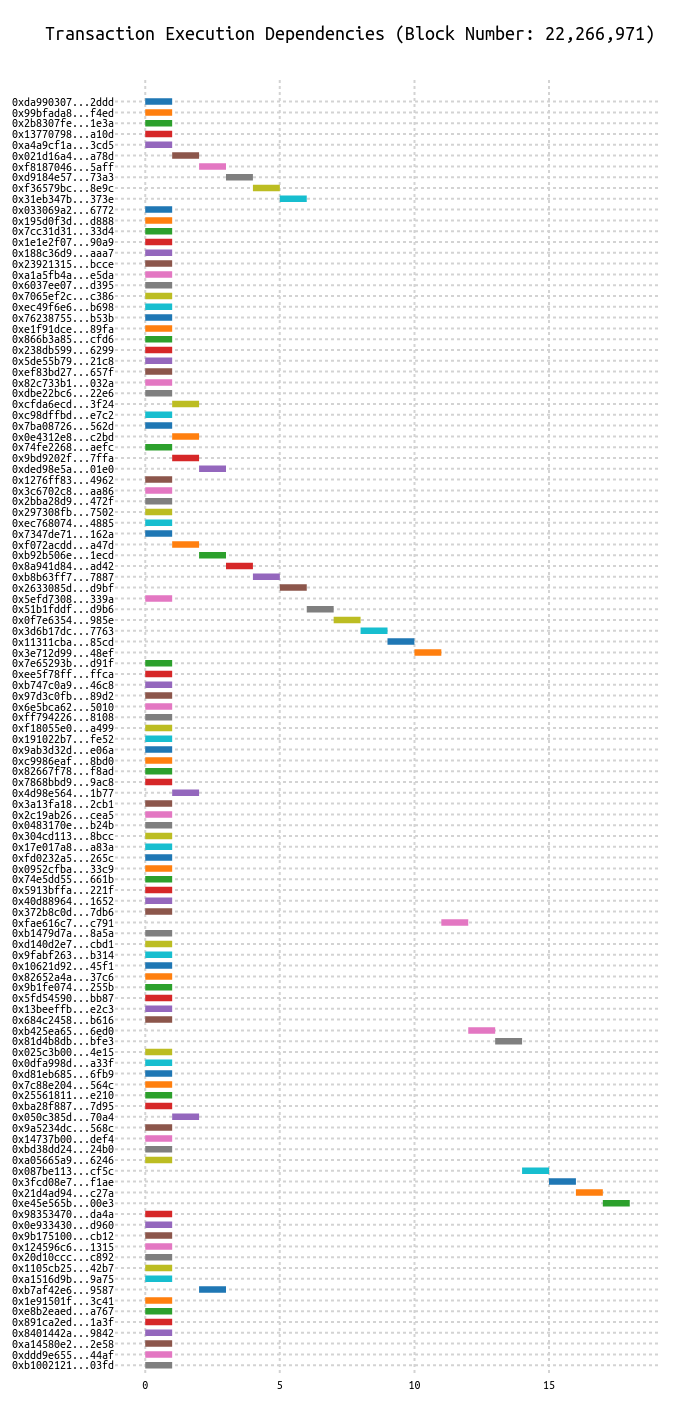 Transaction Execution Dependencies (Block Number: 22,266,971)
0xda990307...2ddd
0x99bfada8...f4ed
0x2b8307fe...1e3a
0x13770798...a10d
0xa4a9cf1a...3cd5
0x021d16a4...a78d
0xf8187046...5aff
0xd9184e57...73a3
0xf36579bc...8e9c
0x31eb347b...373e
0x033069a2...6772
0x195d0f3d...d888
0x7cc31d31...33d4
0x1e1e2f07...90a9
0x188c36d9...aaa7
0x23921315...bcce
0xa1a5fb4a...e5da
0x6037ee07...d395
0x7065ef2c...c386
0xec49f6e6...b698
0x76238755...b53b
0xe1f91dce...89fa
0x866b3a85...cfd6
0x238db599...6299
0x5de55b79...21c8
0xef83bd27...657f
0x82c733b1...032a
0xdbe22bc6...22e6
0xcfda6ecd...3f24
0xc98dffbd...e7c2
0x7ba08726...562d
0x0e4312e8...c2bd
0x74fe2268...aefc
0x9bd9202f...7ffa
0xded98e5a...01e0
0x1276ff83...4962
0x3c6702c8...aa86
0x2bba28d9...472f
0x297308fb...7502
0xec768074...4885
0x7347de71...162a
0xf072acdd...a47d
0xb92b506e...1ecd
0x8a941d84...ad42
0xb8b63ff7...7887
0x2633085d...d9bf
0x5efd7308...339a
0x51b1fddf...d9b6
0x0f7e6354...985e
0x3d6b17dc...7763
0x11311cba...85cd
0x3e712d99...48ef
0x7e65293b...d91f
0xee5f78ff...ffca
0xb747c0a9...46c8
0x97d3c0fb...89d2
0x6e5bca62...5010
0xff794226...8108
0xf18055e0...a499
0x191022b7...fe52
0x9ab3d32d...e06a
0xc9986eaf...8bd0
0x82667f78...f8ad
0x7868bbd9...9ac8
0x4d98e564...1b77
0x3a13fa18...2cb1
0x2c19ab26...cea5
0x0483170e...b24b
0x304cd113...8bcc
0x17e017a8...a83a
0xfd0232a5...265c
0x0952cfba...33c9
0x74e5dd55...661b
0x5913bffa...221f
0x40d88964...1652
0x372b8c0d...7db6
0xfae616c7...c791
0xb1479d7a...8a5a
0xd140d2e7...cbd1
0x9fabf263...b314
0x10621d92...45f1
0x82652a4a...37c6
0x9b1fe074...255b
0x5fd54590...bb87
0x13beeffb...e2c3
0x684c2458...b616
0xb425ea65...6ed0
0x81d4b8db...bfe3
0x025c3b00...4e15
0x0dfa998d...a33f
0xd81eb685...6fb9
0x7c88e204...564c
0x25561811...e210
0xba28f887...7d95
0x050c385d...70a4
0x9a5234dc...568c
0x14737b00...def4
0xbd38dd24...24b0
0xa05665a9...6246
0x087be113...cf5c
0x3fcd08e7...f1ae
0x21d4ad94...c27a
0xe45e565b...00e3
0x98353470...da4a
0x0e933430...d960
0x9b175100...cb12
0x124596c6...1315
0x20d10ccc...c892
0x1105cb25...42b7
0xa1516d9b...9a75
0xb7af42e6...9587
0x1e91501f...3c41
0xe8b2eaed...a767
0x891ca2ed...1a3f
0x8401442a...9842
0xa14580e2...2e58
0xddd9e655...44af
0xb1002121...03fd
0 5 10 15